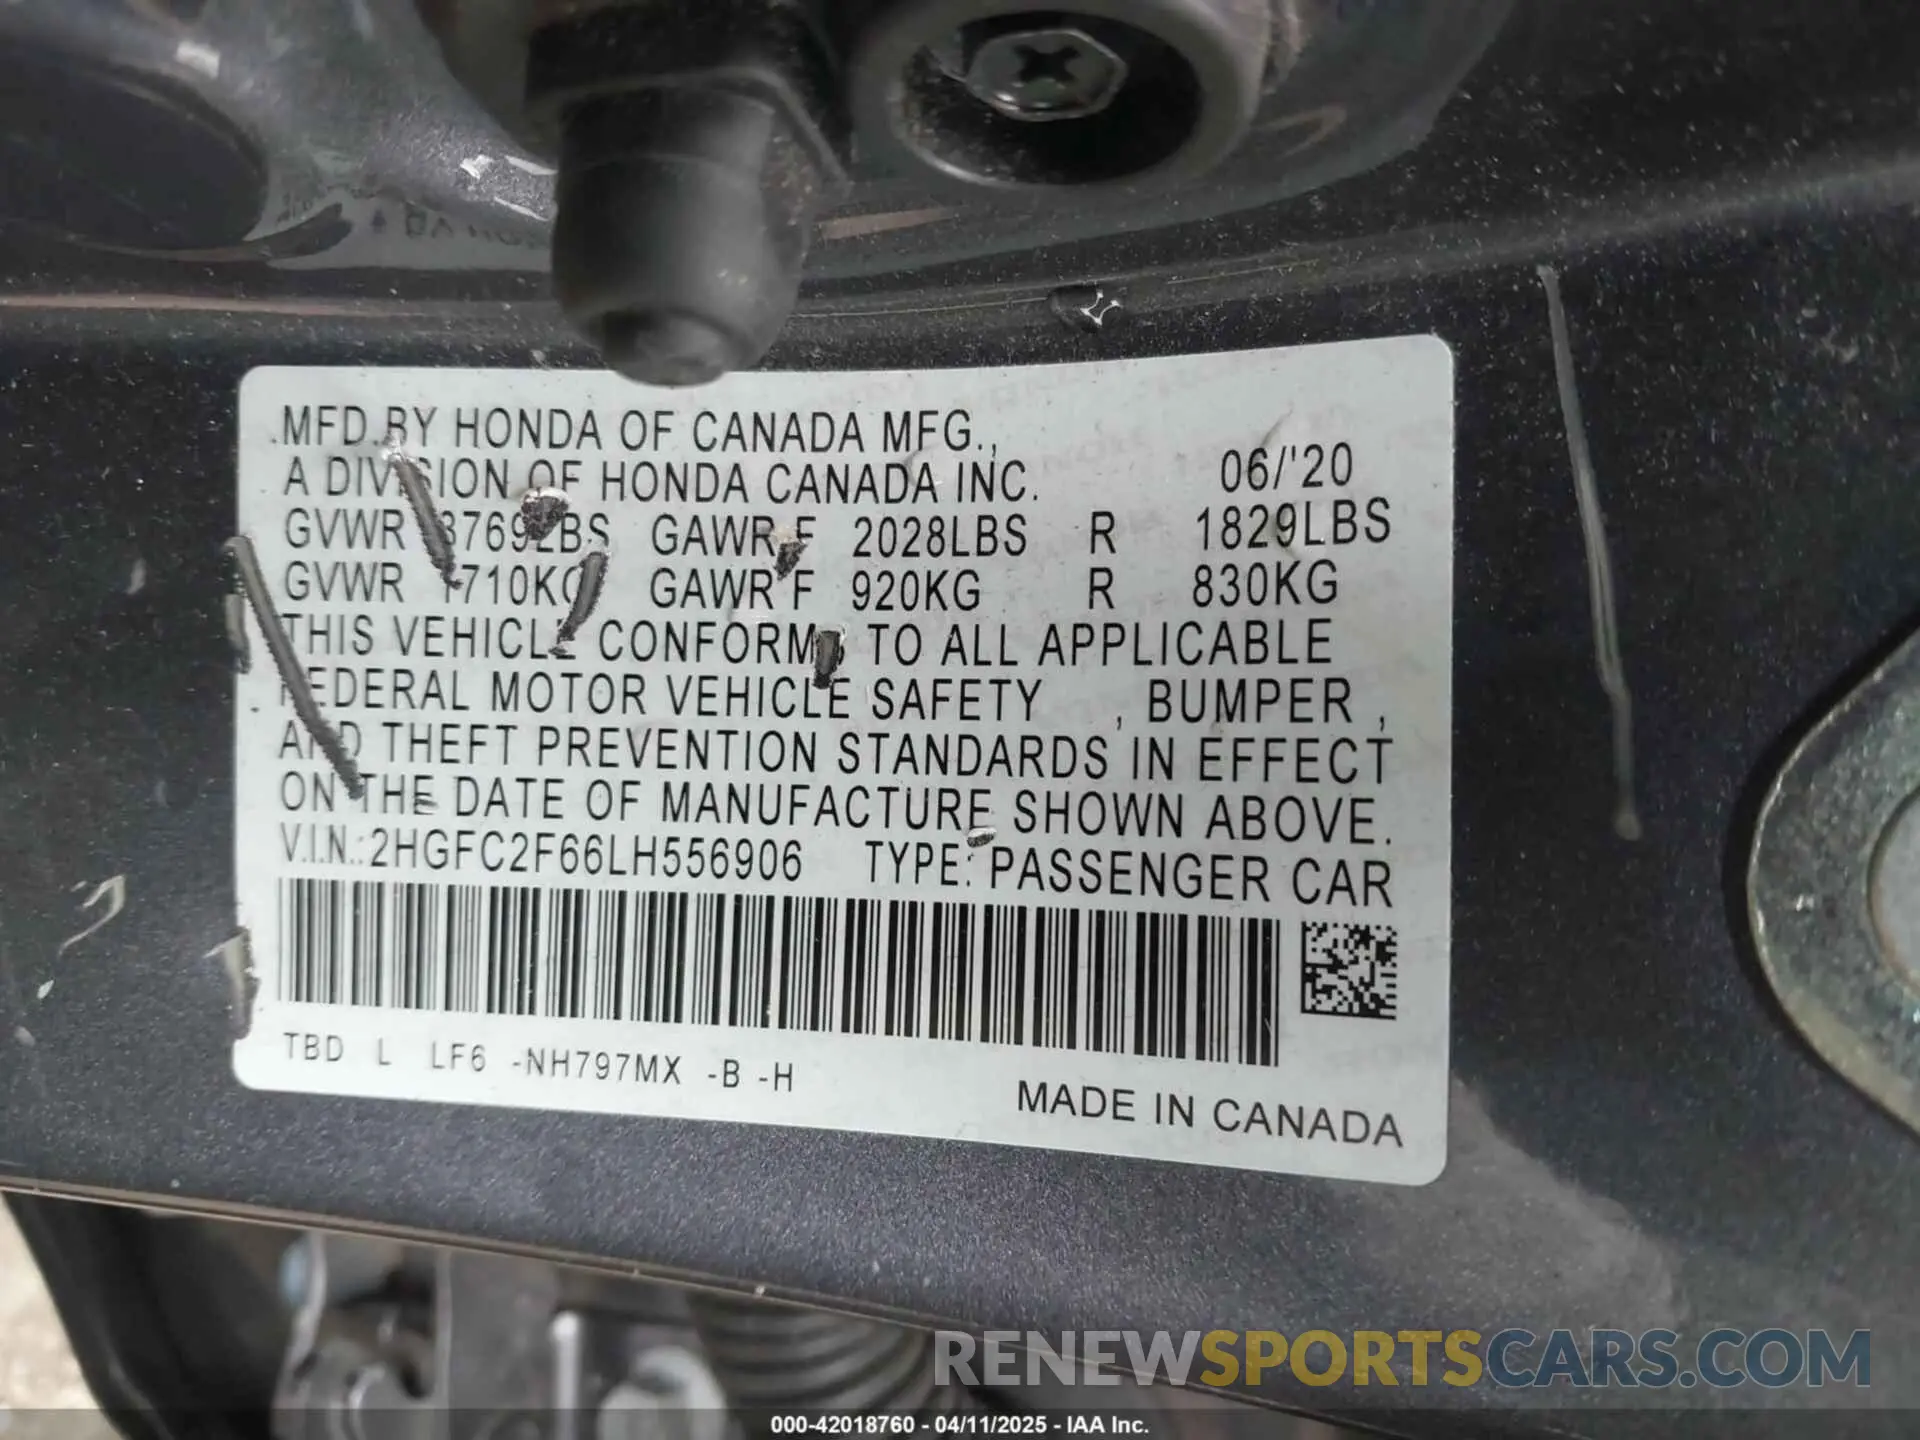 MFD.BY HONDA OF CANADA MFG.,
A DIVISION OF HONDA CANADA INC. 06/'20
GVWR 3769LBS GAWR F 2028LBS R 1829LBS
GVWR 1710KG GAWR F 920KG R 830KG
THIS VEHICLE CONFORMS TO ALL APPLICABLE
FEDERAL MOTOR VEHICLE SAFETY , BUMPER ,
AND THEFT PREVENTION STANDARDS IN EFFECT
ON THE DATE OF MANUFACTURE SHOWN ABOVE.
V.I.N.:2HGFC2F66LH556906 TYPE: PASSENGER CAR
TBD L LF6 -NH797MX -B -H
MADE IN CANADA
RENEWSPORTSCARS.COM
000-42018760 - 04/11/2025 - IAA Inc.